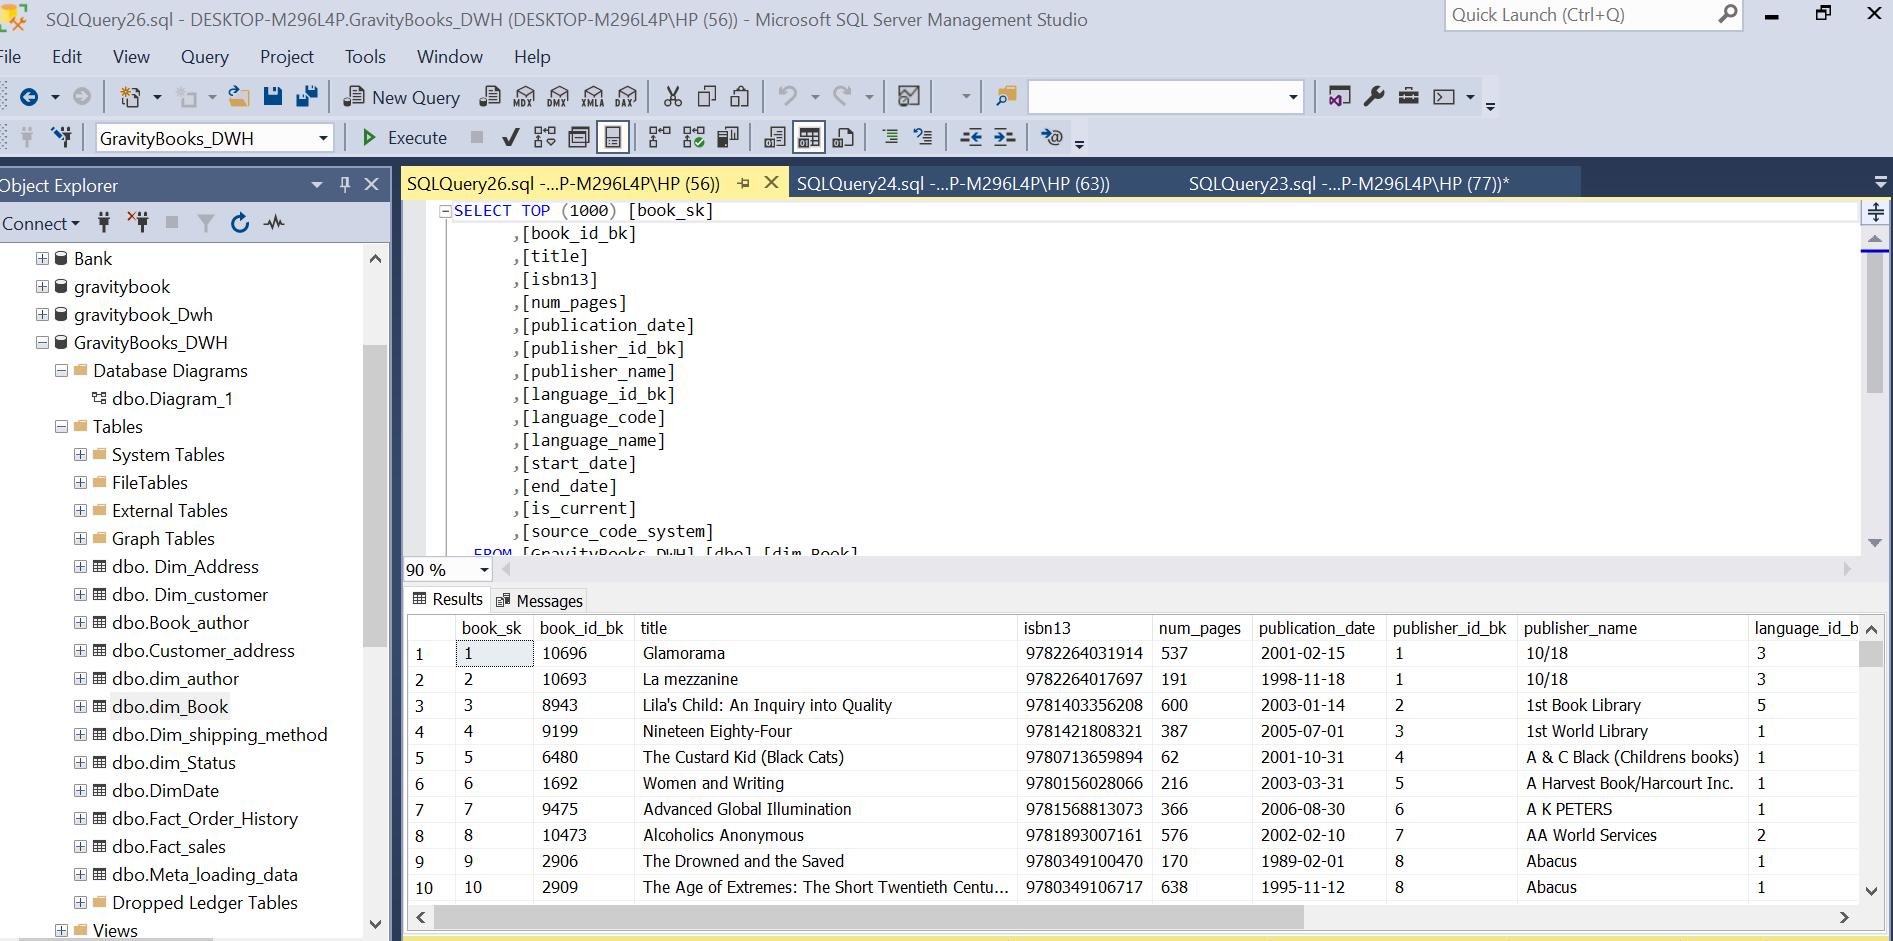 SQLQuery26.sql - DESKTOP-M296L4P.GravityBooks_DWH (DESKTOP-M296L4P\HP (56)) - Microsoft SQL Server Management Studio
Quick Launch (Ctrl+Q)
File Edit View Query Project Tools Window Help
New Query MDX DMX XMLA DAX
GravityBooks_DWH Execute
Object Explorer
Connect
Bank
gravitybook
gravitybook_Dwh
GravityBooks_DWH
Database Diagrams
dbo.Diagram_1
Tables
System Tables
FileTables
External Tables
Graph Tables
dbo. Dim_Address
dbo. Dim_customer
dbo.Book_author
dbo.Customer_address
dbo.dim_author
dbo.dim_Book
dbo.Dim_shipping_method
dbo.dim_Status
dbo.DimDate
dbo.Fact_Order_History
dbo.Fact_sales
dbo.Meta_loading_data
Dropped Ledger Tables
Views
SQLQuery26.sql -...P-M296L4P\HP (56)) SQLQuery24.sql -...P-M296L4P\HP (63)) SQLQuery23.sql -...P-M296L4P\HP (77))*
SELECT TOP (1000) [book_sk]
,[book_id_bk]
,[title]
,[isbn13]
,[num_pages]
,[publication_date]
,[publisher_id_bk]
,[publisher_name]
,[language_id_bk]
,[language_code]
,[language_name]
,[start_date]
,[end_date]
,[is_current]
,[source_code_system]
FROM [GravityBooks_DWH].[dbo].[dim_Book]
90 %
Results Messages
book_sk book_id_bk title isbn13 num_pages publication_date publisher_id_bk publisher_name language_id_b
1 1 10696 Glamorama 9782264031914 537 2001-02-15 1 10/18 3
2 2 10693 La mezzanine 9782264017697 191 1998-11-18 1 10/18 3
3 3 8943 Lila's Child: An Inquiry into Quality 9781403356208 600 2003-01-14 2 1st Book Library 5
4 4 9199 Nineteen Eighty-Four 9781421808321 387 2005-07-01 3 1st World Library 1
5 5 6480 The Custard Kid (Black Cats) 9780713659894 62 2001-10-31 4 A & C Black (Childrens books) 1
6 6 1692 Women and Writing 9780156028066 216 2003-03-31 5 A Harvest Book/Harcourt Inc. 1
7 7 9475 Advanced Global Illumination 9781568813073 366 2006-08-30 6 A K PETERS 1
8 8 10473 Alcoholics Anonymous 9781893007161 576 2002-02-10 7 AA World Services 2
9 9 2906 The Drowned and the Saved 9780349100470 170 1989-02-01 8 Abacus 1
10 10 2909 The Age of Extremes: The Short Twentieth Centu... 9780349106717 638 1995-11-12 8 Abacus 1